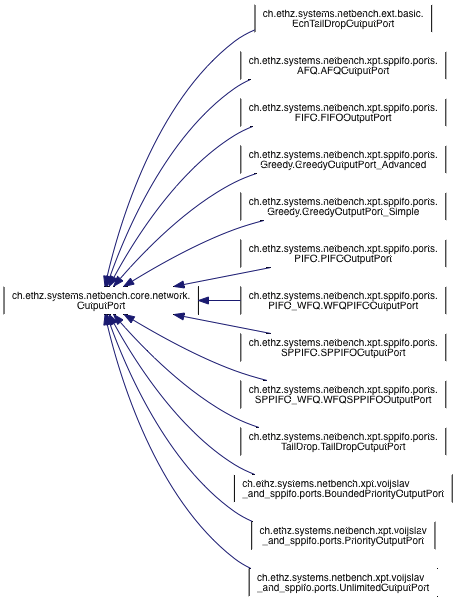 ch.ethz.systems.netbench.ext.basic.
EcnTailDropOutputPort
ch.ethz.systems.netbench.xpt.sppifo.ports.
AFQ.AFQOutputPort
ch.ethz.systems.netbench.xpt.sppifo.ports.
FIFO.FIFOOutputPort
ch.ethz.systems.netbench.xpt.sppifo.ports.
Greedy.GreedyOutputPort_Advanced
ch.ethz.systems.netbench.xpt.sppifo.ports.
Greedy.GreedyOutputPort_Simple
ch.ethz.systems.netbench.xpt.sppifo.ports.
PIFO.PIFOOutputPort
ch.ethz.systems.netbench.core.network.
OutputPort
ch.ethz.systems.netbench.xpt.sppifo.ports.
PIFO_WFQ.WFQPIFOOutputPort
ch.ethz.systems.netbench.xpt.sppifo.ports.
SPPIFO.SPPIFOOutputPort
ch.ethz.systems.netbench.xpt.sppifo.ports.
SPPIFO_WFQ.WFQSPPIFOOutputPort
ch.ethz.systems.netbench.xpt.sppifo.ports.
TailDrop.TailDropOutputPort
ch.ethz.systems.netbench.xpt.voijslav
_and_sppifo.ports.BoundedPriorityOutputPort
ch.ethz.systems.netbench.xpt.voijslav
_and_sppifo.ports.PriorityOutputPort
ch.ethz.systems.netbench.xpt.voijslav
_and_sppifo.ports.UnlimitedOutputPort